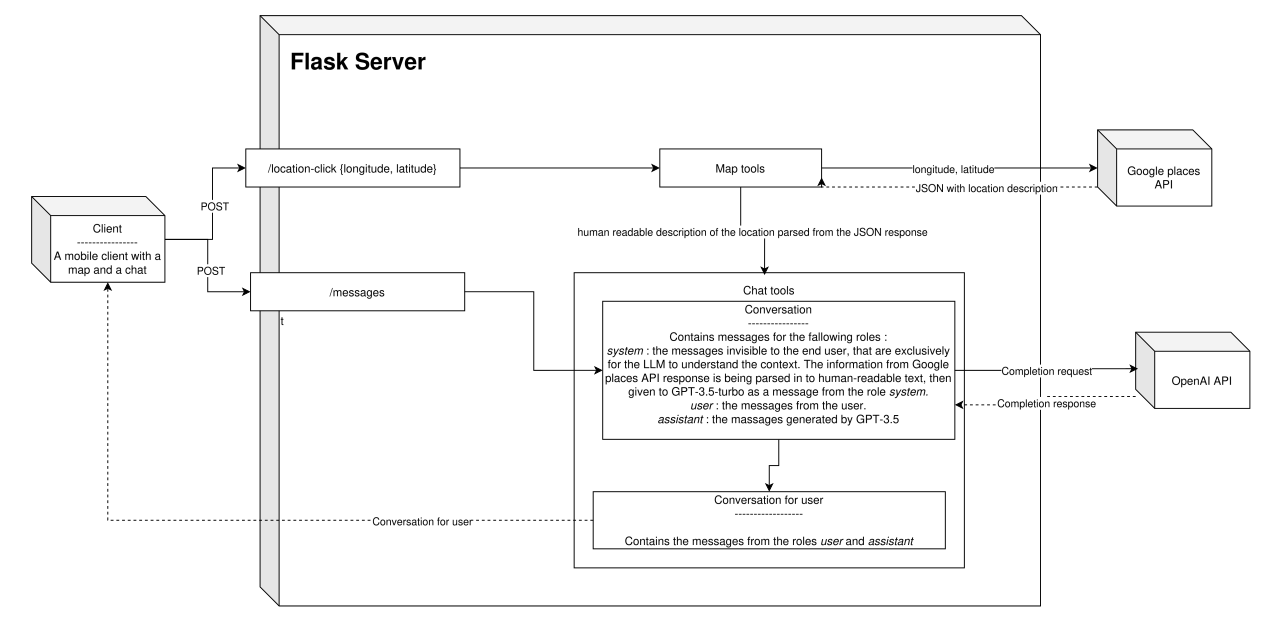 Flask Server
/location-click {longitude, latitude}
Map tools
longitude, latitude
JSON with location description
Google places
API
POST
Client
----------------
A mobile client with a
map and a chat
human readable description of the location parsed from the JSON response
POST
/messages
t
Chat tools
Conversation
----------------
Contains messages for the fallowing roles :
system : the messages invisible to the end user, that are exclusively
for the LLM to understand the context. The information from Google
places API response is being parsed in to human-readable text, then
given to GPT-3.5-turbo as a message from the role system.
user : the messages from the user.
assistant : the massages generated by GPT-3.5
Completion request
OpenAI API
Completion response
Conversation for user
------------------
Contains the messages from the roles user and assistant
Conversation for user